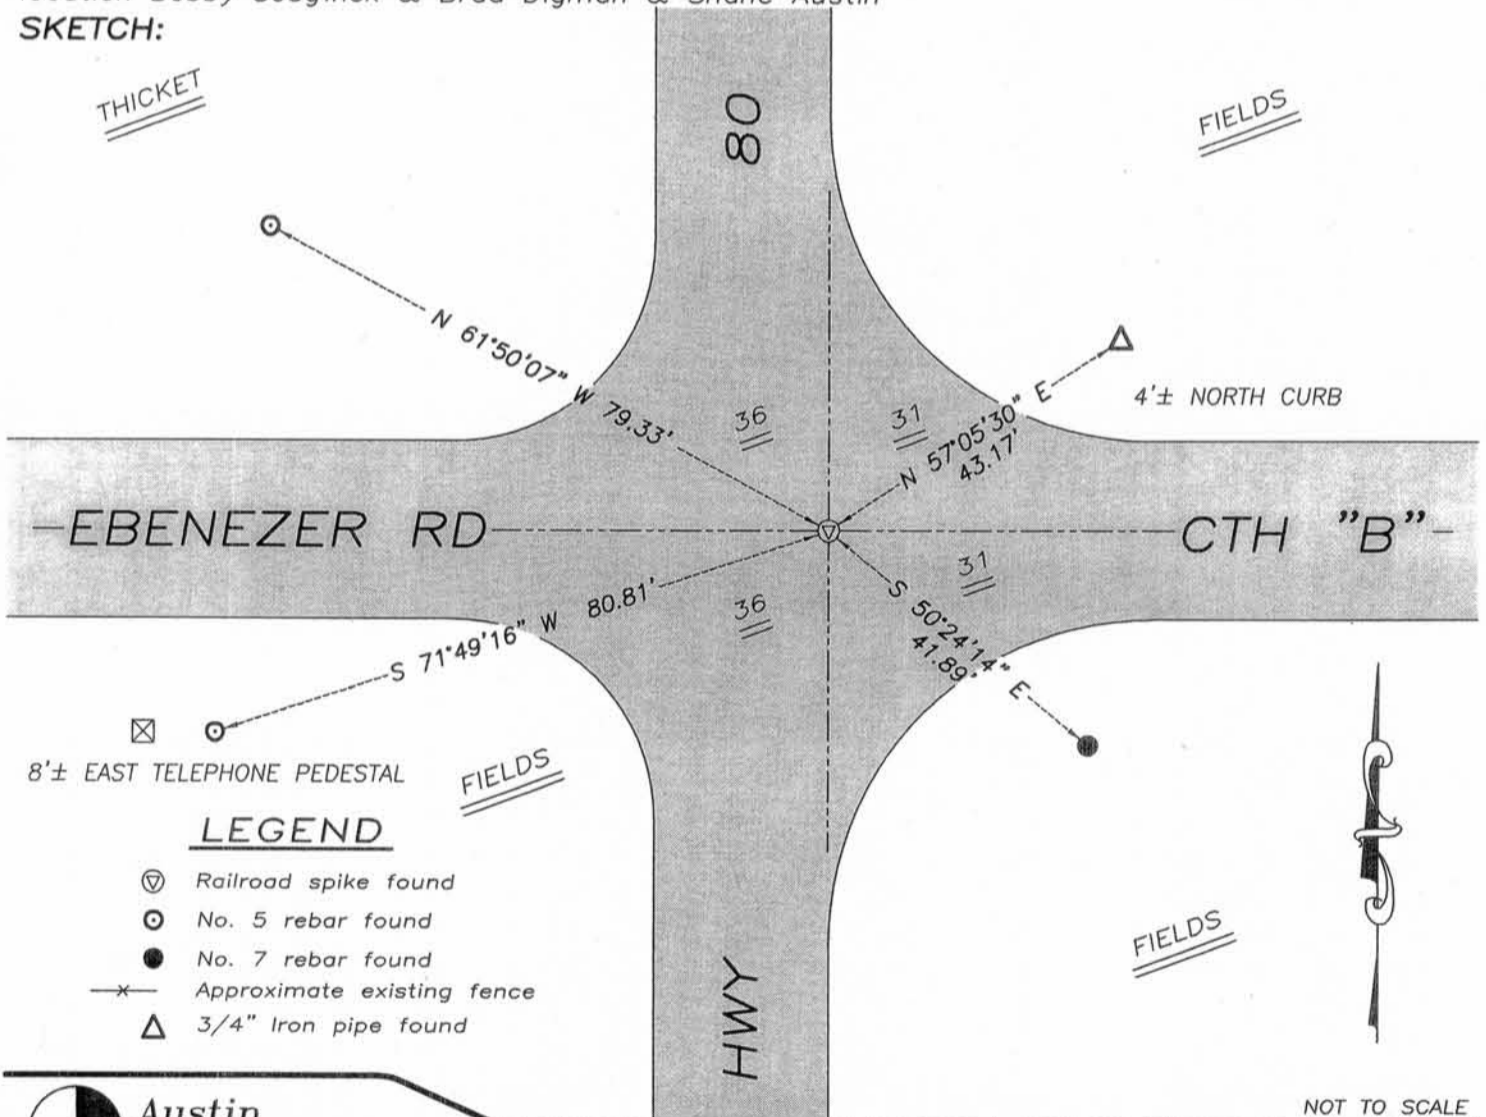 SKETCH:
THICKET
80
FIELDS
N 61°50'07" W 79.33'
36
31
N 57°05'30" E
43.17'
4'± NORTH CURB
EBENEZER RD
CTH "B"
S 71°49'16" W 80.81'
36
31
S 50°24'14" E
41.89'
8'± EAST TELEPHONE PEDESTAL
FIELDS
LEGEND
Railroad spike found
No. 5 rebar found
No. 7 rebar found
Approximate existing fence
3/4" Iron pipe found
HWY
FIELDS
Austin
NOT TO SCALE